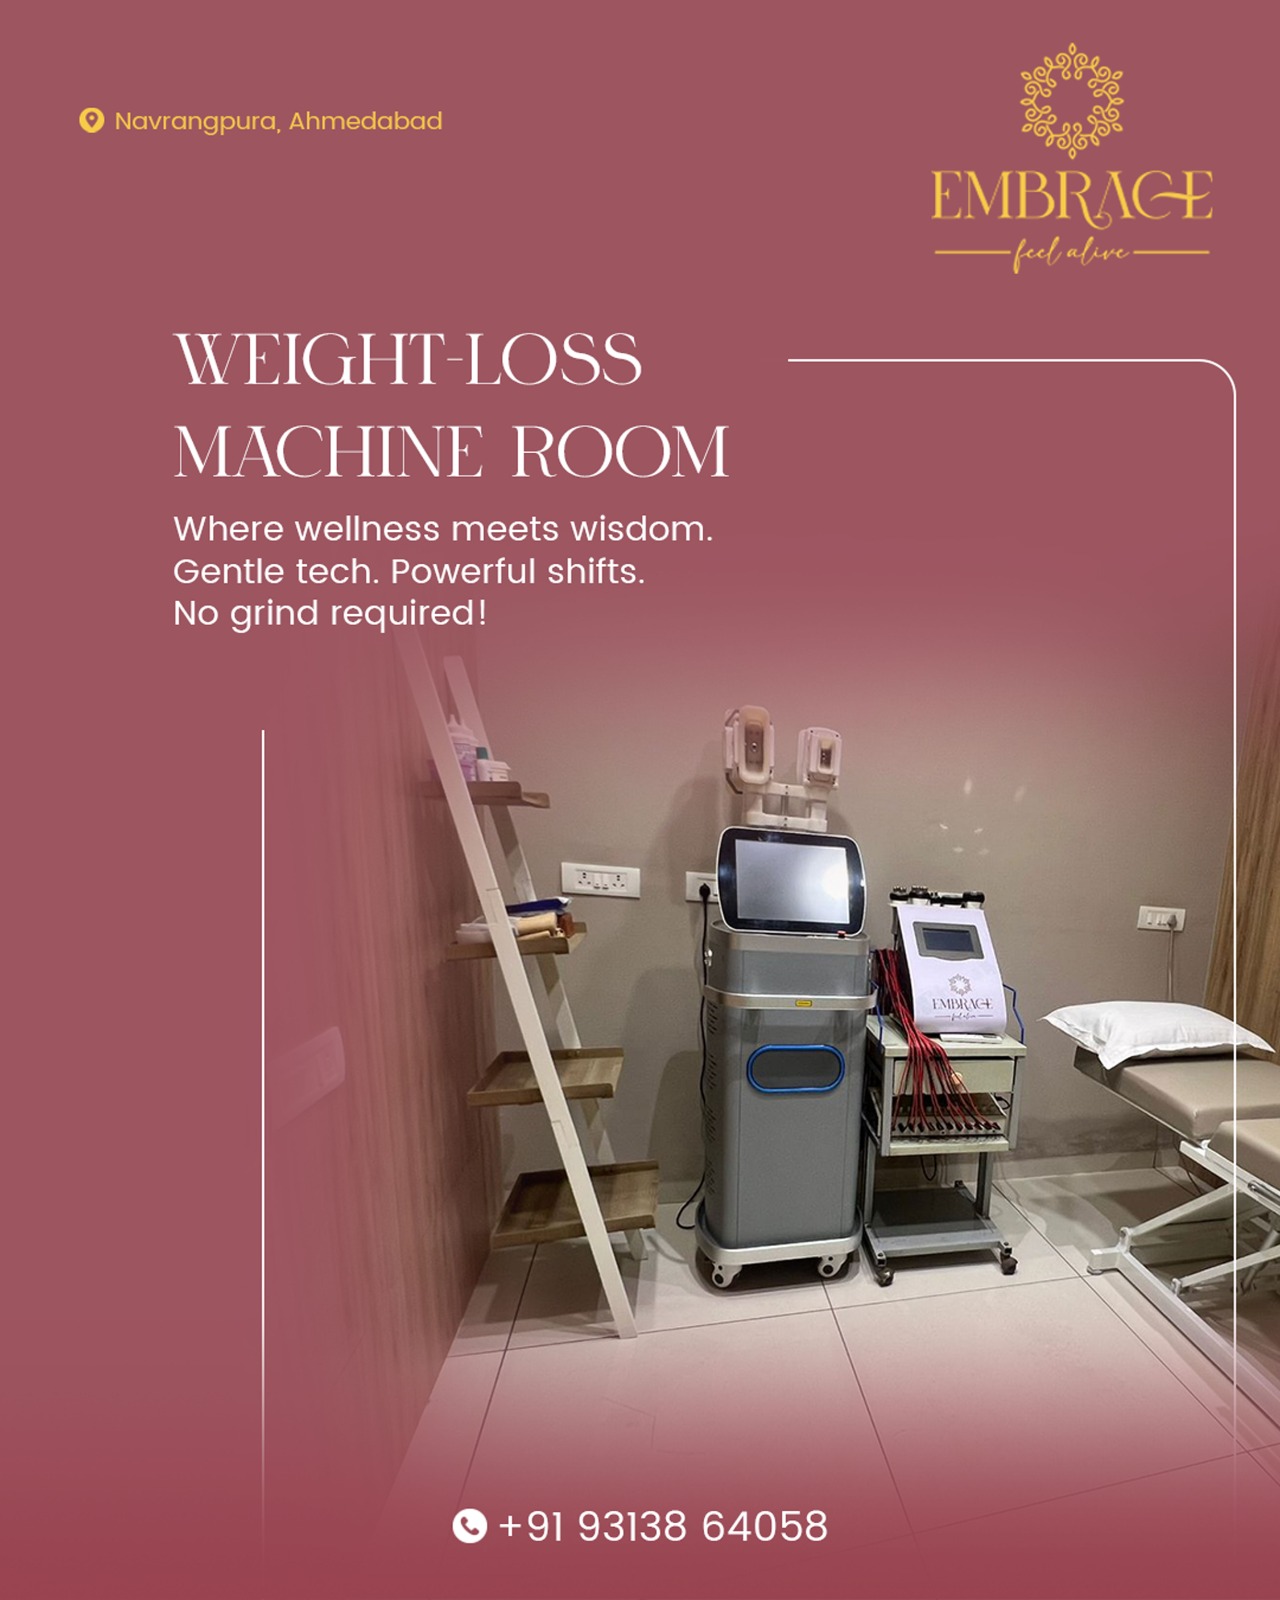 Navrangpura, Ahmedabad
EMBRACE
feel alive
WEIGHT-LOSS
MACHINE ROOM
Where wellness meets wisdom.
Gentle tech. Powerful shifts.
No grind required!
EMBRACE
feel alive
+91 93138 64058